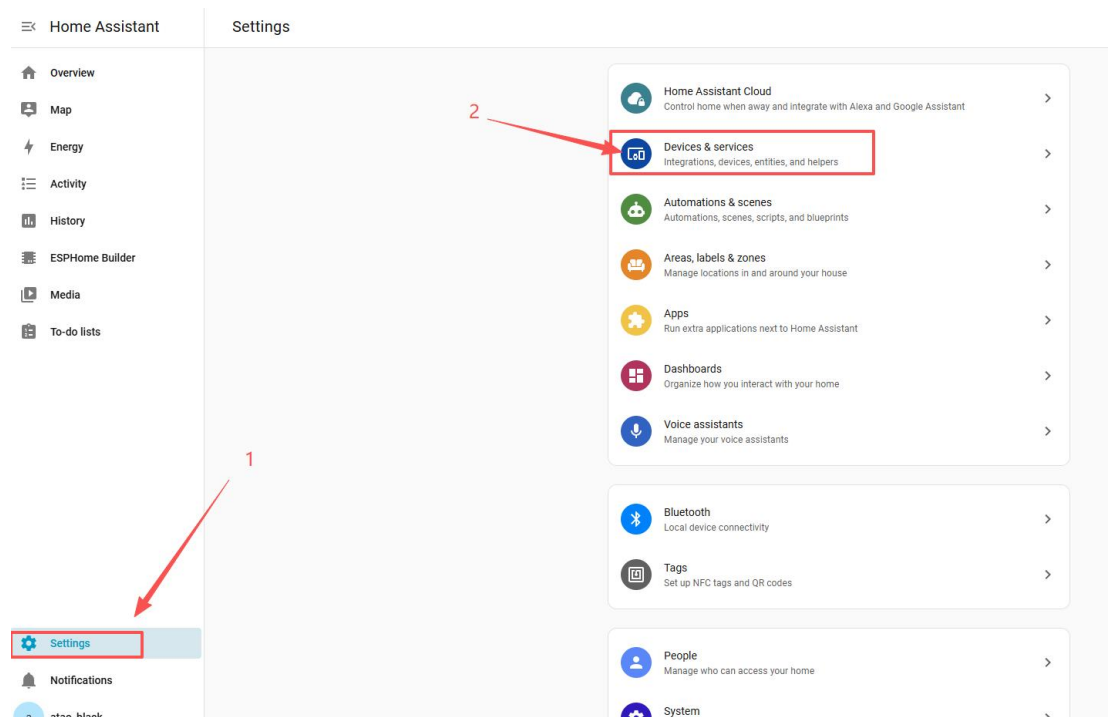 Home Assistant
Settings
Overview
Map
Energy
Activity
History
ESPHome Builder
Media
To-do lists
1
Settings
Notifications
2
Home Assistant Cloud
Control home when away and integrate with Alexa and Google Assistant
Devices & services
Integrations, devices, entities, and helpers
Automations & scenes
Automations, scenes, scripts, and blueprints
Areas, labels & zones
Manage locations in and around your house
Apps
Run extra applications next to Home Assistant
Dashboards
Organize how you interact with your home
Voice assistants
Manage your voice assistants
Bluetooth
Local device connectivity
Tags
Set up NFC tags and QR codes
People
Manage who can access your home
System